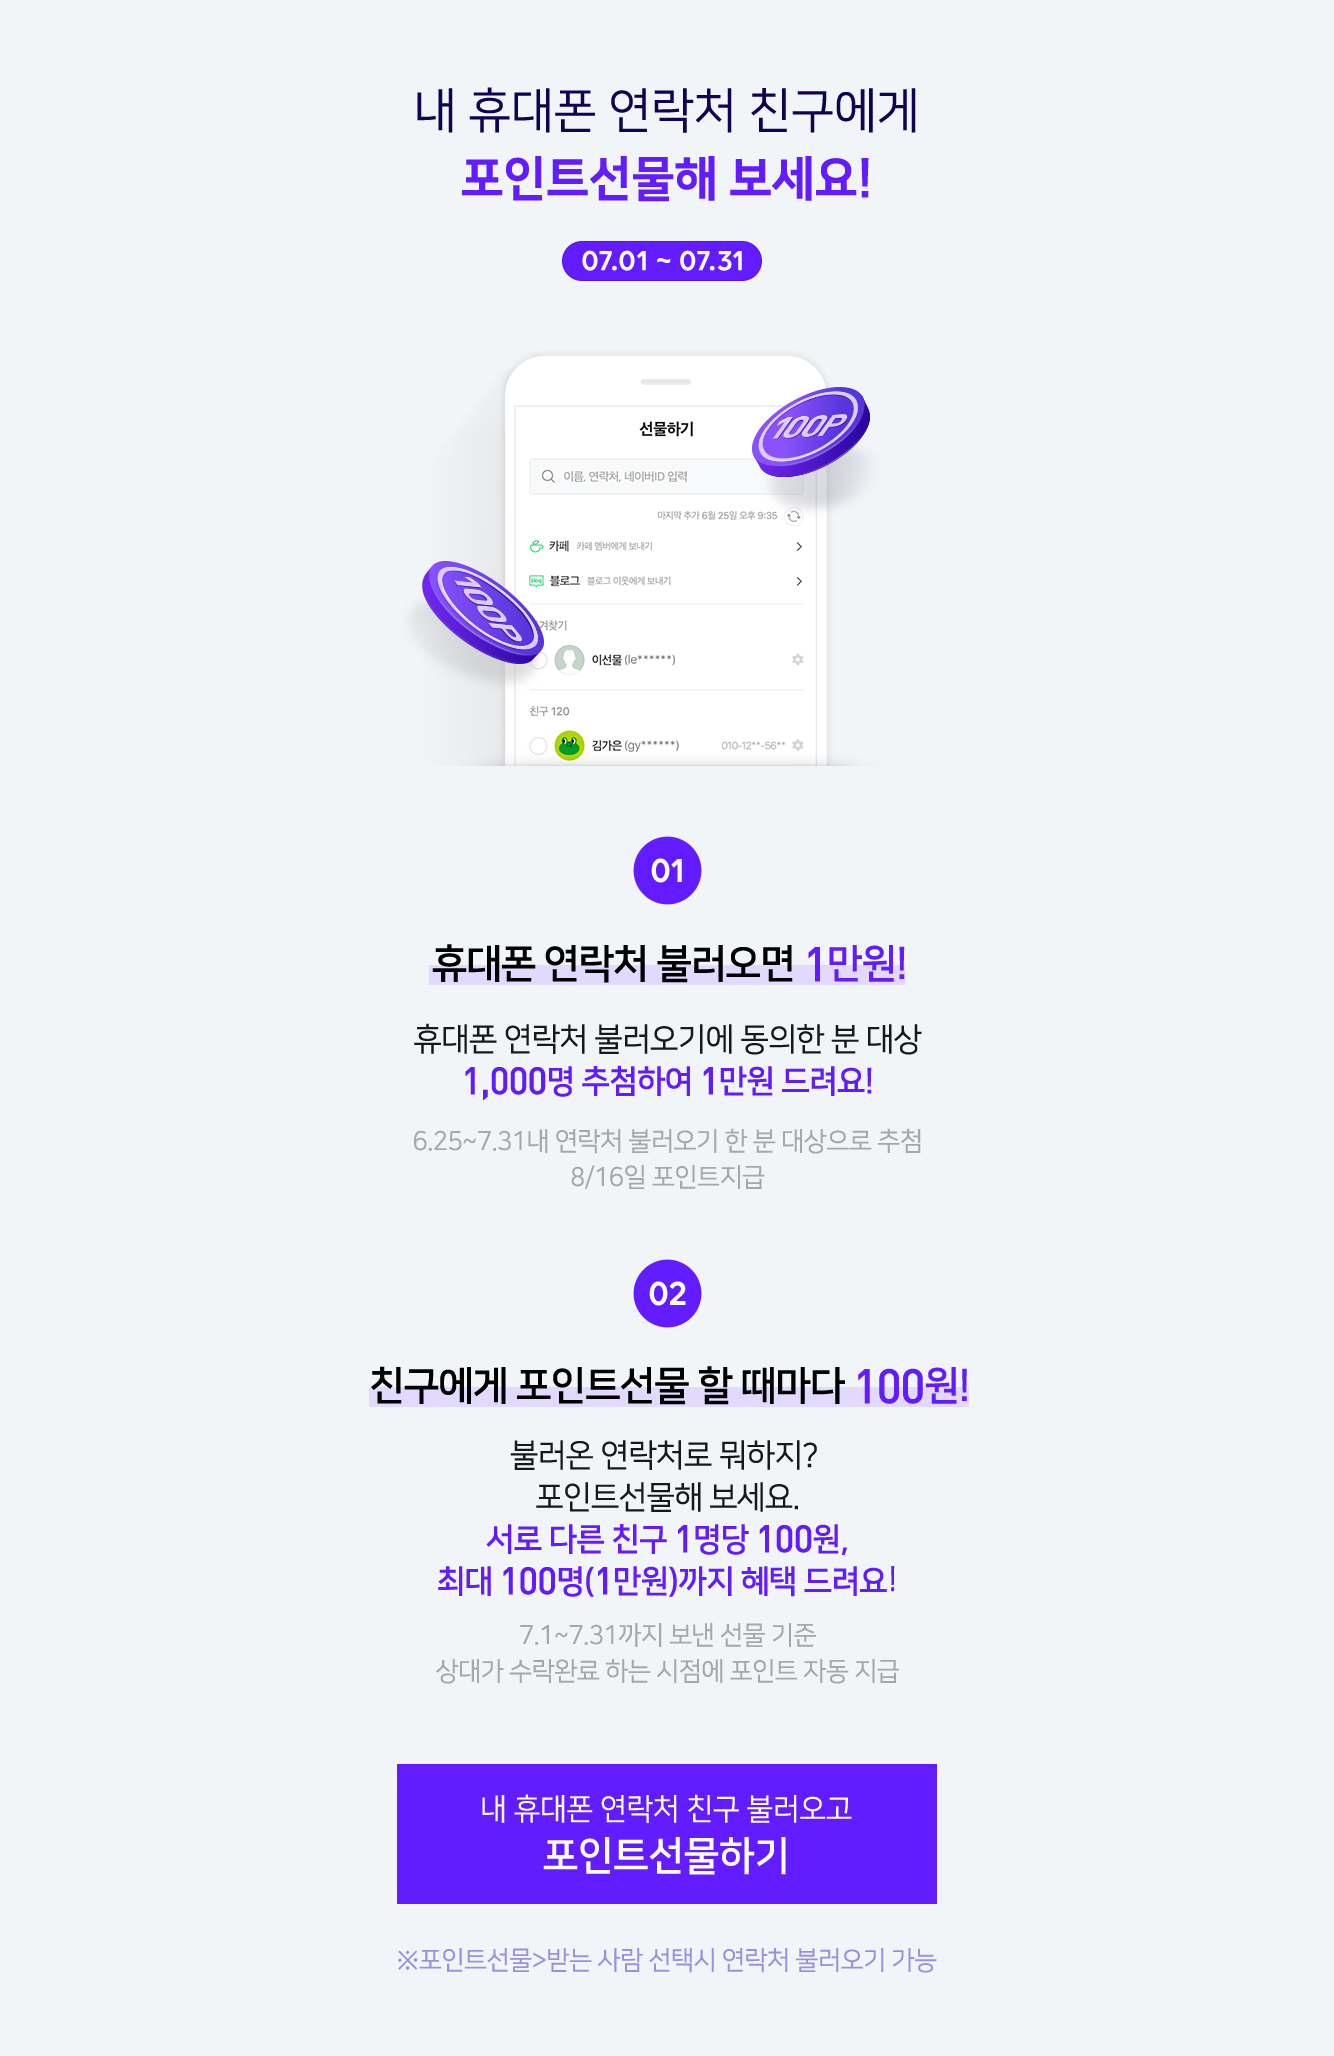 내 휴대폰 연락처 친구에게
포인트선물해 보세요!
07.01 ~ 07.31
선물하기
100P
이름, 연락처, 네이버ID 입력
마지막 추가 6월 25일 오후 9:35
카페 카페 멤버에게 보내기
blog 블로그 블로그 이웃에게 보내기
100P
겨찾기
이선물 (le******)
친구 120
김가은 (gy******) 010-12**-56**
01
휴대폰 연락처 불러오면 1만원!
휴대폰 연락처 불러오기에 동의한 분 대상
1,000명 추첨하여 1만원 드려요!
6.25~7.31내 연락처 불러오기 한 분 대상으로 추첨
8/16일 포인트지급
02
친구에게 포인트선물 할 때마다 100원!
불러온 연락처로 뭐하지?
포인트선물해 보세요.
서로 다른 친구 1명당 100원,
최대 100명(1만원)까지 혜택 드려요!
7.1~7.31까지 보낸 선물 기준
상대가 수락완료 하는 시점에 포인트 자동 지급
내 휴대폰 연락처 친구 불러오고
포인트선물하기
※포인트선물>받는 사람 선택시 연락처 불러오기 가능